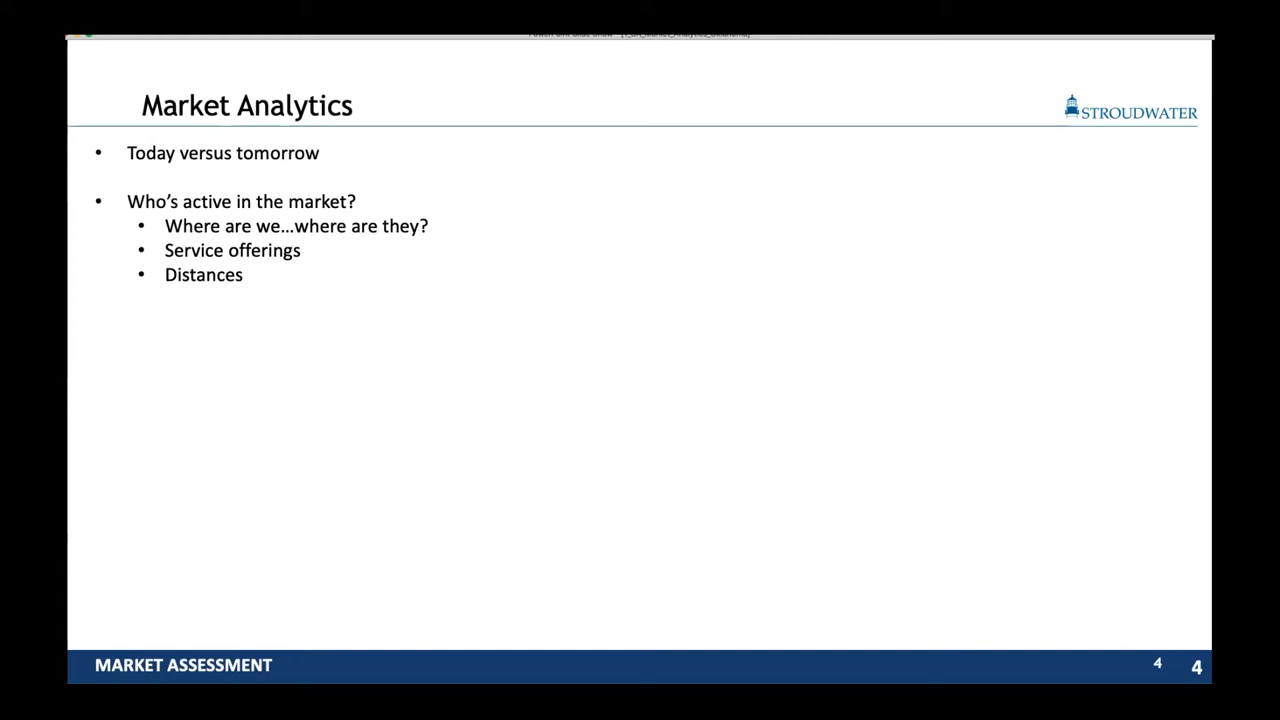 Market Analytics
STROUDWATER
• Today versus tomorrow
• Who’s active in the market?
• Where are we…where are they?
• Service offerings
• Distances
MARKET ASSESSMENT
4
4